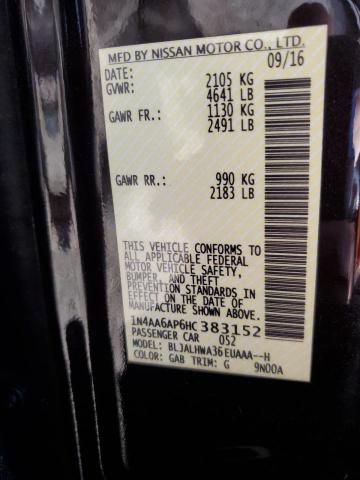 MFD BY NISSAN MOTOR CO., LTD.
DATE: 09/16
GVWR: 2105 KG
4641 LB
GAWR FR.: 1130 KG
2491 LB
GAWR RR.: 990 KG
2183 LB
THIS VEHICLE CONFORMS TO
ALL APPLICABLE FEDERAL
MOTOR VEHICLE SAFETY,
BUMPER, AND THEFT
PREVENTION STANDARDS IN
EFFECT ON THE DATE OF
MANUFACTURE SHOWN ABOVE.
1N4AA6AP6HC383152
PASSENGER CAR 052
MODEL: BLJALHWA36EUAAA--H
COLOR: GAB TRIM: G 9N00A